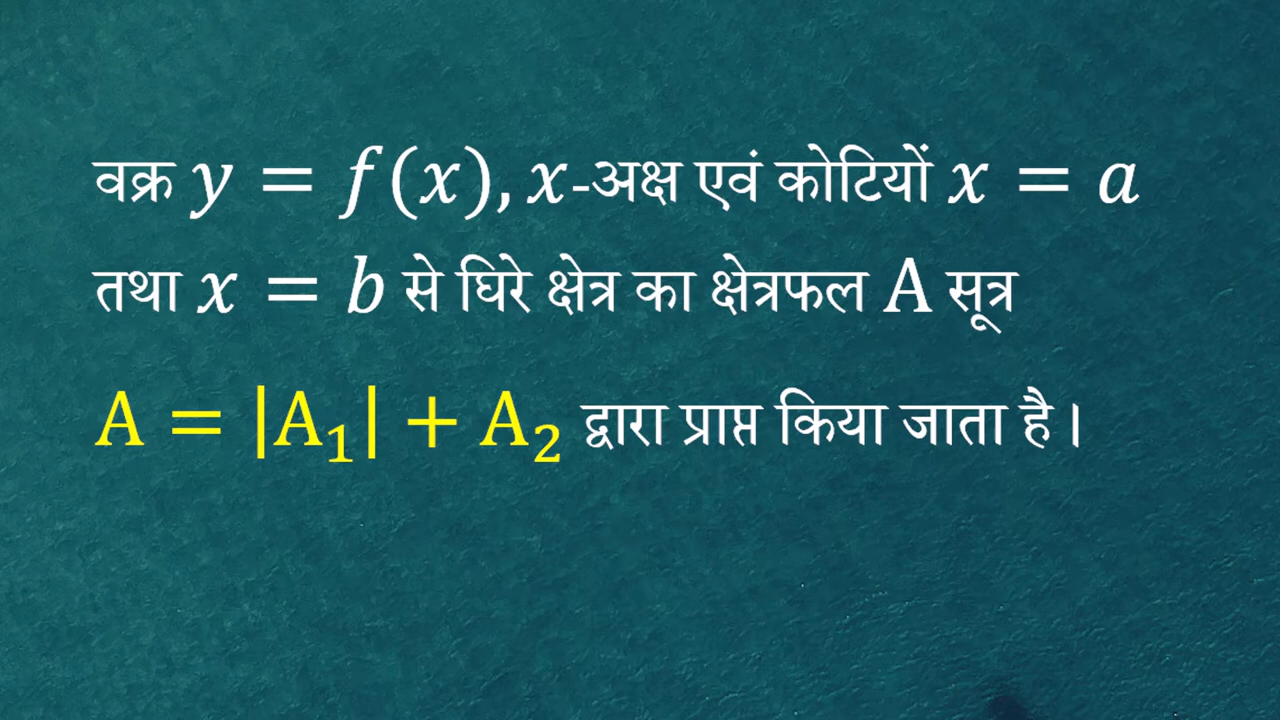 वक्र y = f(x), x-अक्ष एवं कोटियों x = a
तथा x = b से घिरे क्षेत्र का क्षेत्रफल A सूत्र
A = |A₁| + A₂ द्वारा प्राप्त किया जाता है।